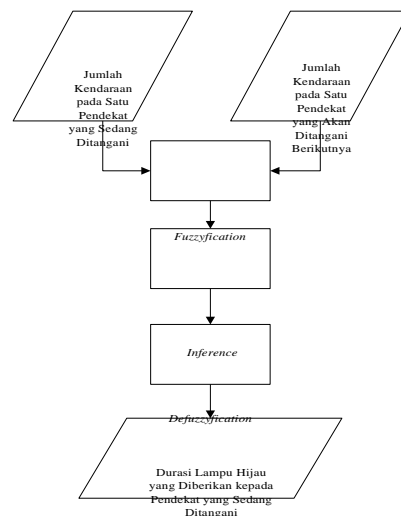 Jumlah
Kendaraan
pada Satu
Pendekat
yang Sedang
Ditangani
Jumlah
Kendaraan
pada Satu
Pendekat
yang Akan
Ditangani
Berikutnya
Fuzzyfication
Inference
Defuzzyfication
Durasi Lampu Hijau
yang Diberikan kepada
Pendekat yang Sedang
Ditangani